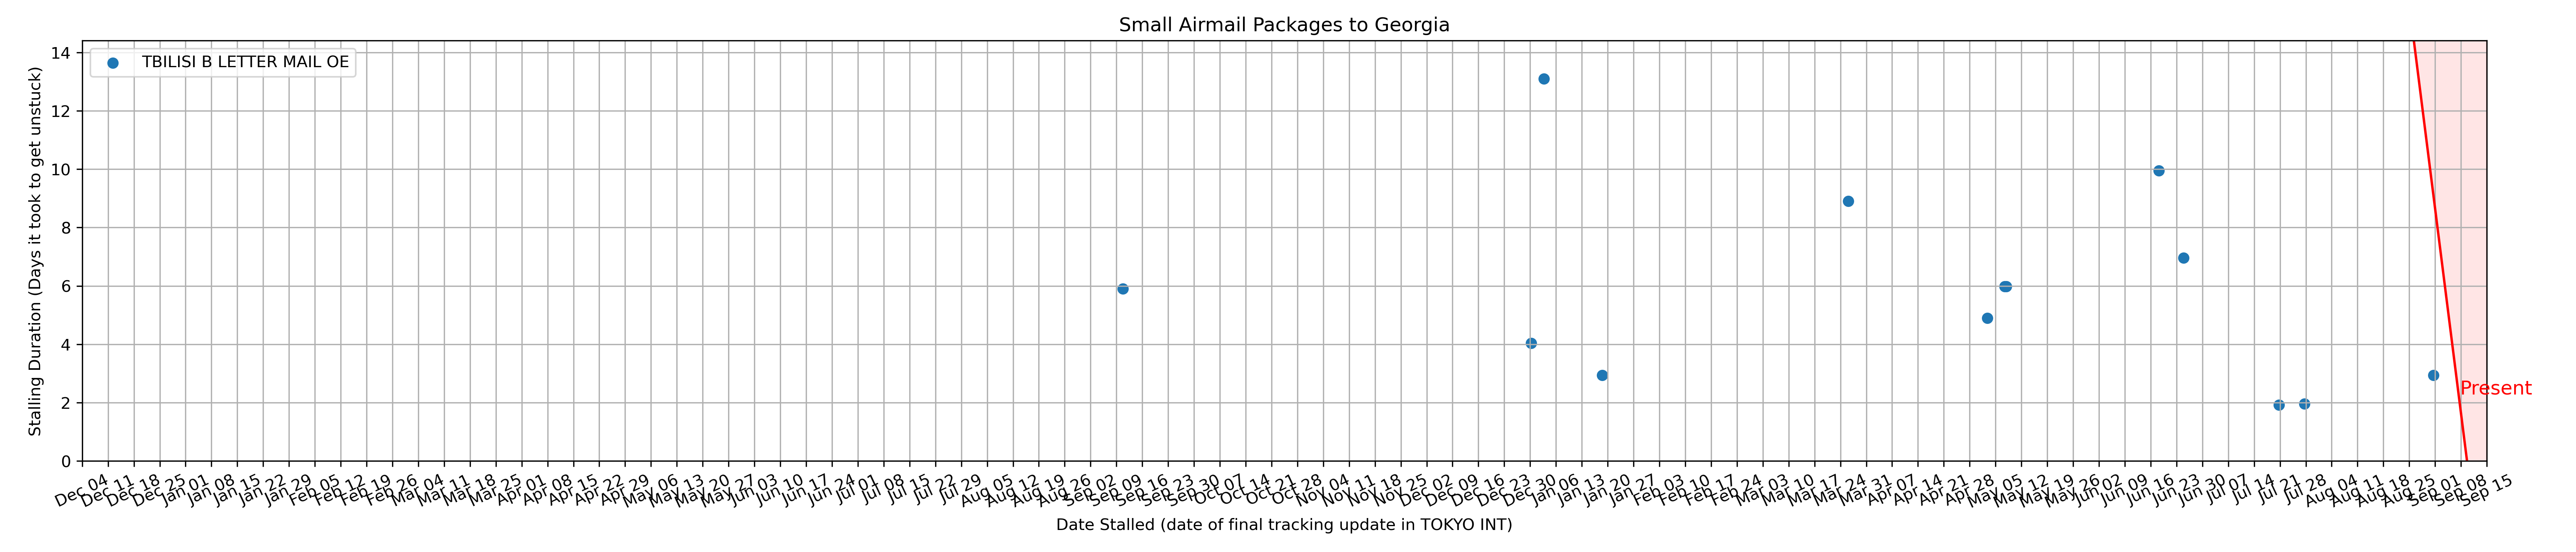 Small Airmail Packages to Georgia
TBILISI B LETTER MAIL OE
Stalling Duration (Days it took to get unstuck)
14
12
10
8
6
4
2
0
Present
Dec 04
Dec 11
Dec 18
Dec 25
Jan 01
Jan 08
Jan 15
Jan 22
Jan 29
Feb 05
Feb 12
Feb 19
Feb 26
Mar 04
Mar 11
Mar 18
Mar 25
Apr 01
Apr 08
Apr 15
Apr 22
Apr 29
May 06
May 13
May 20
May 27
Jun 03
Jun 10
Jun 17
Jun 24
Jul 01
Jul 08
Jul 15
Jul 22
Jul 29
Aug 05
Aug 12
Aug 19
Aug 26
Sep 02
Sep 09
Sep 16
Sep 23
Sep 30
Oct 07
Oct 14
Oct 21
Oct 28
Nov 04
Nov 11
Nov 18
Nov 25
Dec 02
Dec 09
Dec 16
Dec 23
Dec 30
Jan 06
Jan 13
Jan 20
Jan 27
Feb 03
Feb 10
Feb 17
Feb 24
Mar 03
Mar 10
Mar 17
Mar 24
Mar 31
Apr 07
Apr 14
Apr 21
Apr 28
May 05
May 12
May 19
May 26
Jun 02
Jun 09
Jun 16
Jun 23
Jun 30
Jul 07
Jul 14
Jul 21
Jul 28
Aug 04
Aug 11
Aug 18
Aug 25
Sep 01
Sep 08
Sep 15
Date Stalled (date of final tracking update in TOKYO INT)